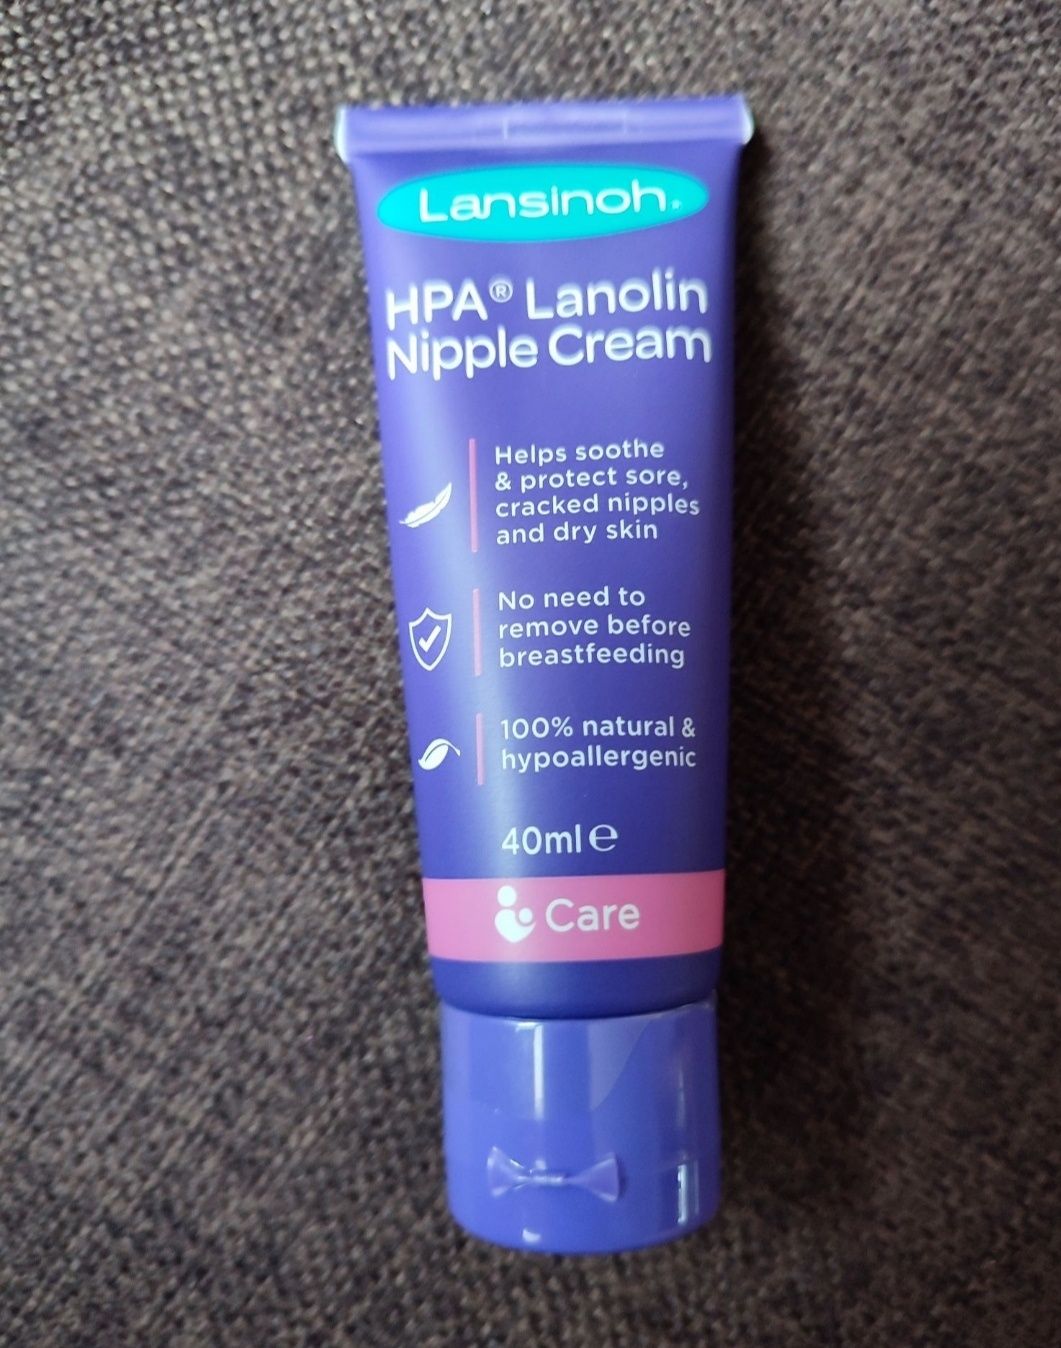 Lansinoh®
HPA® Lanolin
Nipple Cream
Helps soothe
& protect sore,
cracked nipples
and dry skin
No need to
remove before
breastfeeding
100% natural &
hypoallergenic
40ml ℮
Care